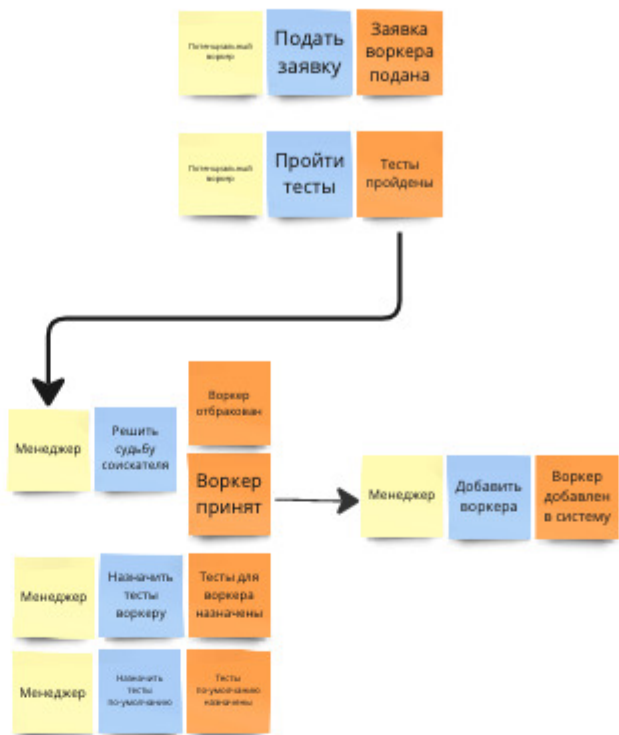 Потенциальный
воркер
Подать
заявку
Заявка
воркера
подана
Потенциальный
воркер
Пройти
тесты
Тесты
пройдены
Менеджер
Решить
судьбу
соискателя
Воркер
отбракован
Воркер
принят
Менеджер
Добавить
воркера
Воркер
добавлен
в систему
Менеджер
Назначить
тесты
воркеру
Тесты для
воркера
назначены
Менеджер
Назначить
тесты
по-умолчанию
Тесты
по-умолчанию
назначены